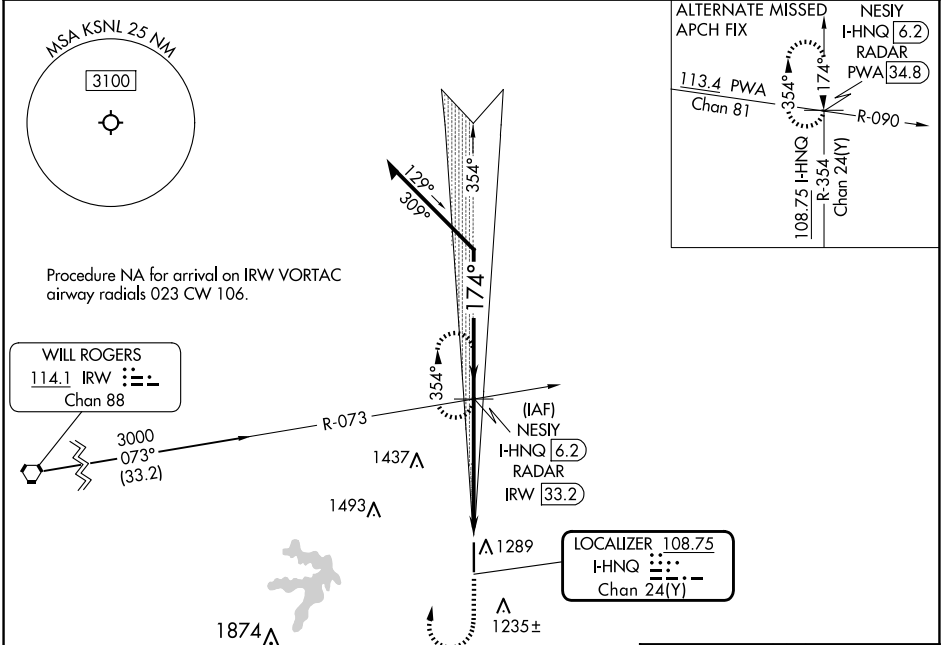 MSA KSNL 25 NM
3100
Procedure NA for arrival on IRW VORTAC
airway radials 023 CW 106.
WILL ROGERS
114.1 IRW
Chan 88
3000
073°
(33.2)
R-073
129°
309°
354°
174°
354°
(IAF)
NESIY
I-HNQ 6.2
RADAR
IRW 33.2
1437
1493
1289
LOCALIZER 108.75
I-HNQ
Chan 24(Y)
1235±
1874
ALTERNATE MISSED
APCH FIX
NESIY
I-HNQ 6.2
RADAR
PWA 34.8
113.4 PWA
Chan 81
354°
174°
R-090
108.75 I-HNQ
R-354
Chan 24(Y)